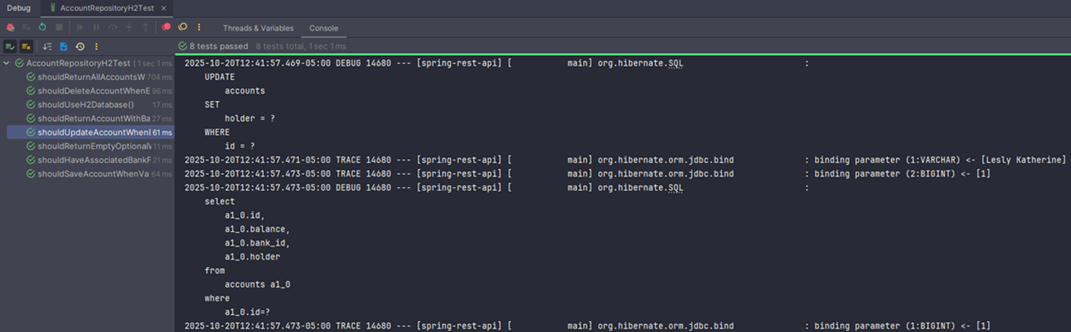 Debug AccountRepositoryH2Test ×
Threads & Variables Console
8 tests passed 8 tests total, 1 sec 1 ms
AccountRepositoryH2Test (1 sec 1 ms)
shouldReturnAllAccountsW 704 ms
shouldDeleteAccountWhenE 96 ms
shouldUseH2Database() 17 ms
shouldReturnAccountWithBa 27 ms
shouldUpdateAccountWhenI 61 ms
shouldReturnEmptyOptionalV 11 ms
shouldHaveAssociatedBankF 21 ms
shouldSaveAccountWhenVa 64 ms
2025-10-20T12:41:57.469-05:00 DEBUG 14680 --- [spring-rest-api] [ main] org.hibernate.SQL :
UPDATE
accounts
SET
holder = ?
WHERE
id = ?
2025-10-20T12:41:57.471-05:00 TRACE 14680 --- [spring-rest-api] [ main] org.hibernate.orm.jdbc.bind : binding parameter (1:VARCHAR) <- [Lesly Katherine]
2025-10-20T12:41:57.473-05:00 TRACE 14680 --- [spring-rest-api] [ main] org.hibernate.orm.jdbc.bind : binding parameter (2:BIGINT) <- [1]
2025-10-20T12:41:57.473-05:00 DEBUG 14680 --- [spring-rest-api] [ main] org.hibernate.SQL :
select
a1_0.id,
a1_0.balance,
a1_0.bank_id,
a1_0.holder
from
accounts a1_0
where
a1_0.id=?
2025-10-20T12:41:57.473-05:00 TRACE 14680 --- [spring-rest-api] [ main] org.hibernate.orm.jdbc.bind : binding parameter (1:BIGINT) <- [1]